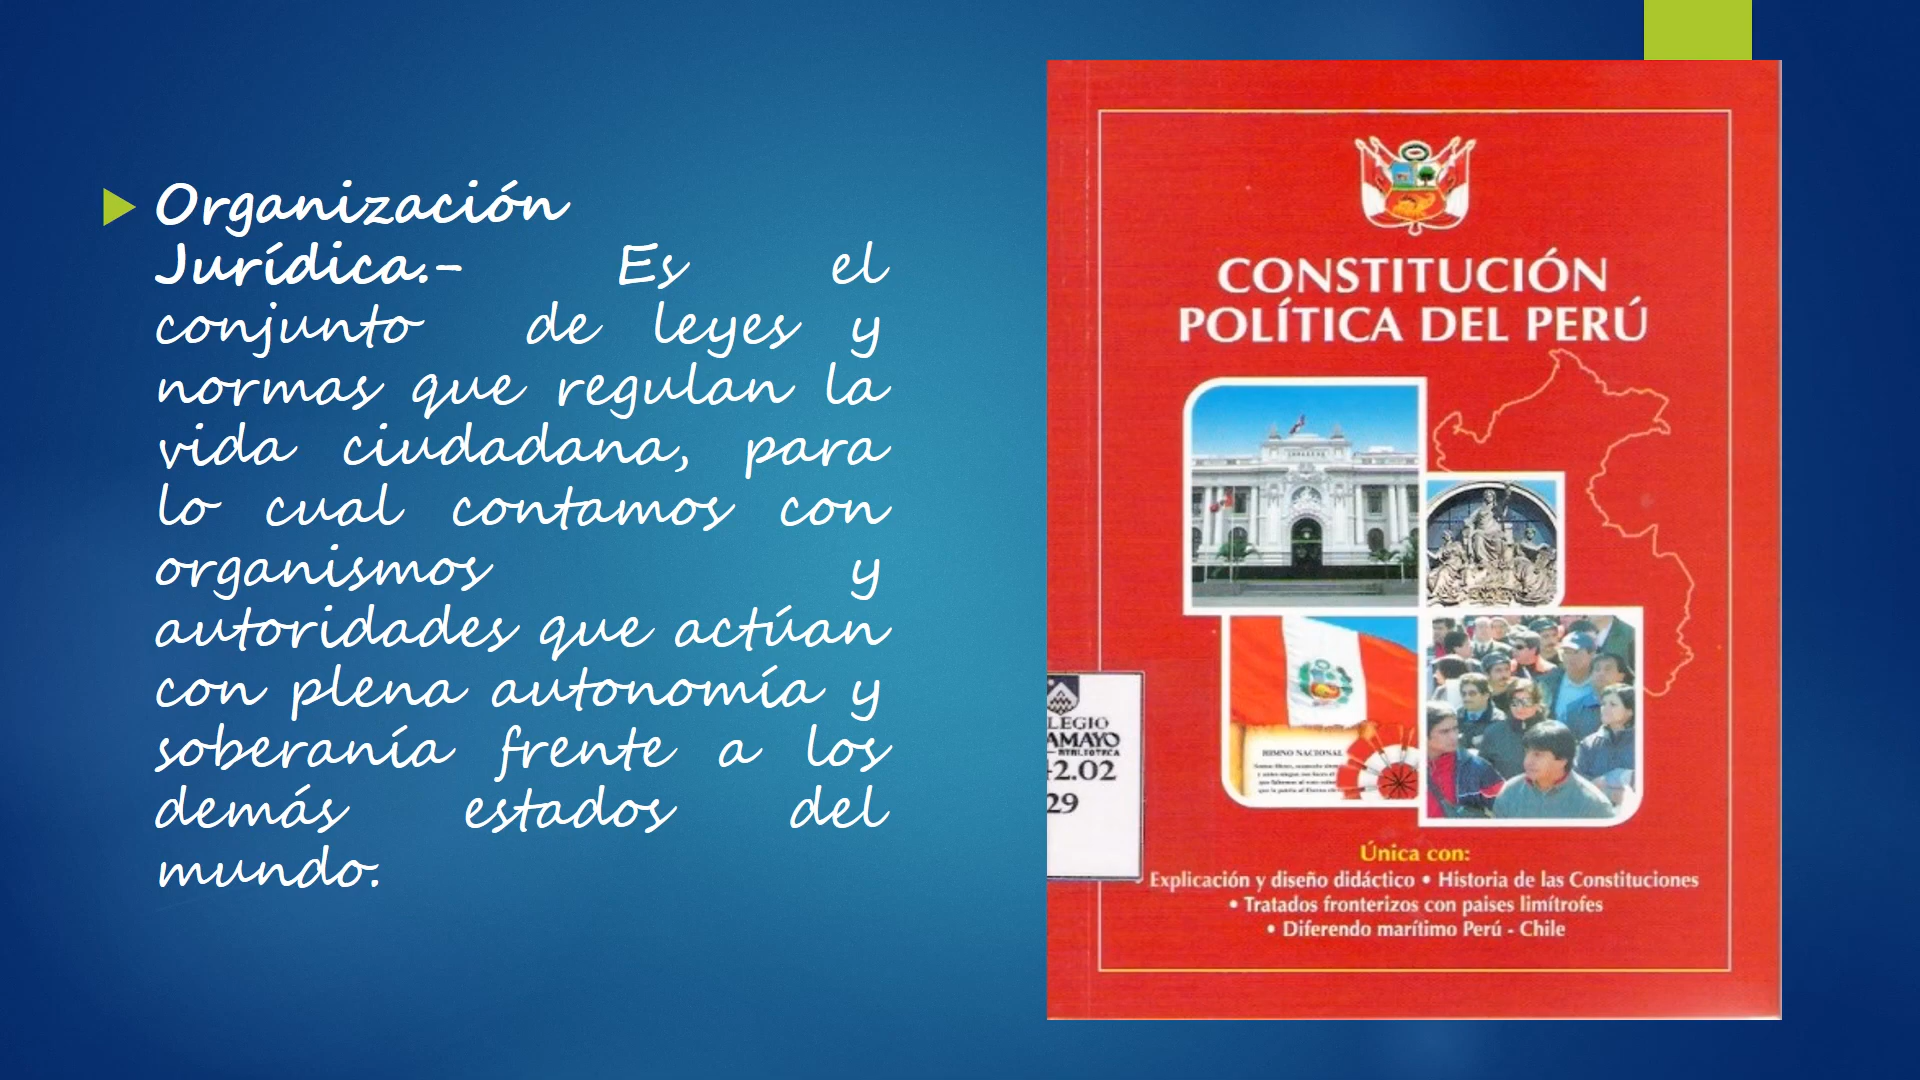 Organización
Jurídica.- Es el
conjunto de leyes y
normas que regulan la
vida ciudadana, para
lo cual contamos con
organismos y
autoridades que actúan
con plena autonomía y
soberanía frente a los
demás estados del
mundo.
CONSTITUCIÓN
POLÍTICA DEL PERÚ
HIMNO NACIONAL
LEGIO
AMAYO
BIBLIOTECA
2.02
29
Única con:
• Explicación y diseño didáctico • Historia de las Constituciones
• Tratados fronterizos con paises limítrofes
• Diferendo marítimo Perú - Chile